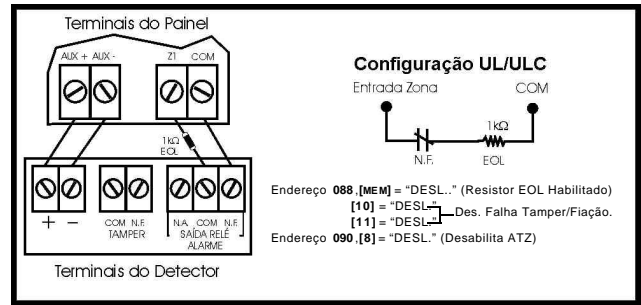 Terminais do Painel
AUX + AUX - Z1 COM
1kΩ
EOL
+ - COM N.F. N.A. COM N.F.
TAMPER SAÍDA RELÉ
ALARME
Terminais do Detector
Configuração UL/ULC
Entrada Zona COM
1kΩ
N.F. EOL
Endereço 088,[MEM] = "DESL.." (Resistor EOL Habilitado)
[10] = "DESL."
[11] = "DESL." Des. Falha Tamper/Fiação.
Endereço 090,[8] = "DESL." (Desabilita ATZ)